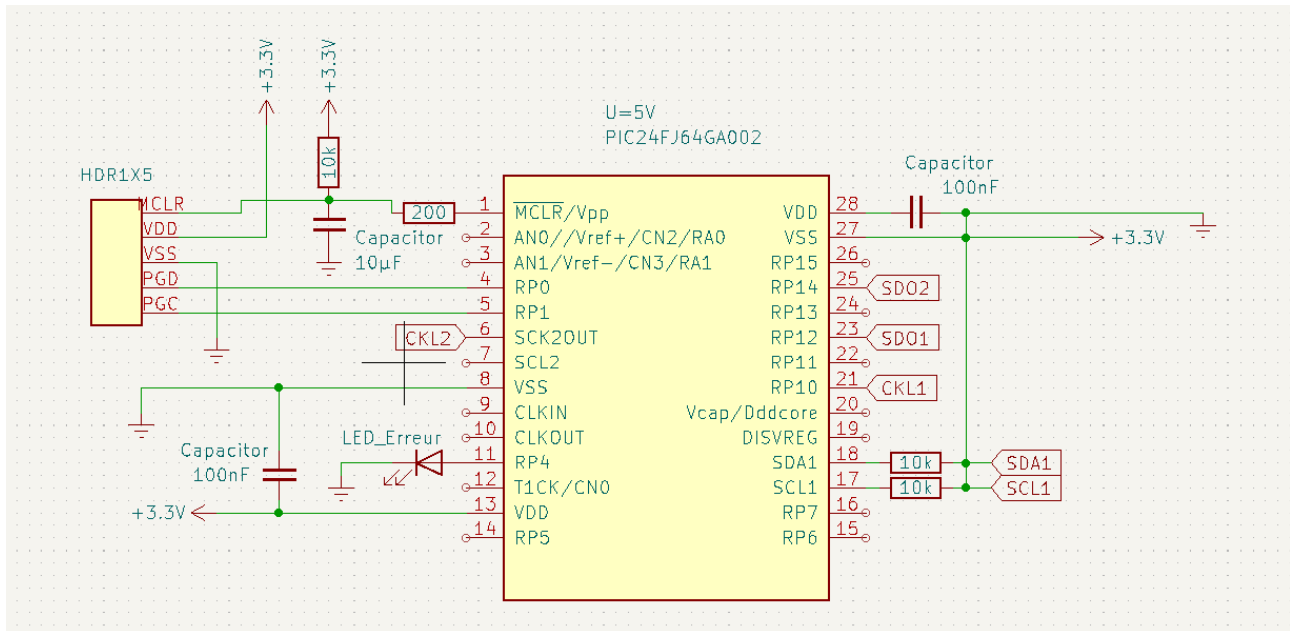 +3.3V
+3.3V
U=5V
PIC24FJ64GA002
HDR1X5
10k
Capacitor
100nF
MCLR
VDD
VSS
PGD
PGC
200
Capacitor
10µF
1 MCLR/Vpp
2 AN0//Vref+/CN2/RA0
3 AN1/Vref-/CN3/RA1
4 RP0
5 RP1
CKL2 6 SCK2OUT
7 SCL2
8 VSS
9 CLKIN
10 CLKOUT
LED_Erreur
11 RP4
12 T1CK/CN0
13 VDD
14 RP5
Capacitor
100nF
+3.3V
VDD 28
VSS 27
+3.3V
RP15 26
RP14 25 SDO2
RP13 24
RP12 23 SDO1
RP11 22
RP10 21 CKL1
Vcap/Dddcore 20
DISVREG 19
SDA1 18 10k SDA1
SCL1 17 10k SCL1
RP7 16
RP6 15